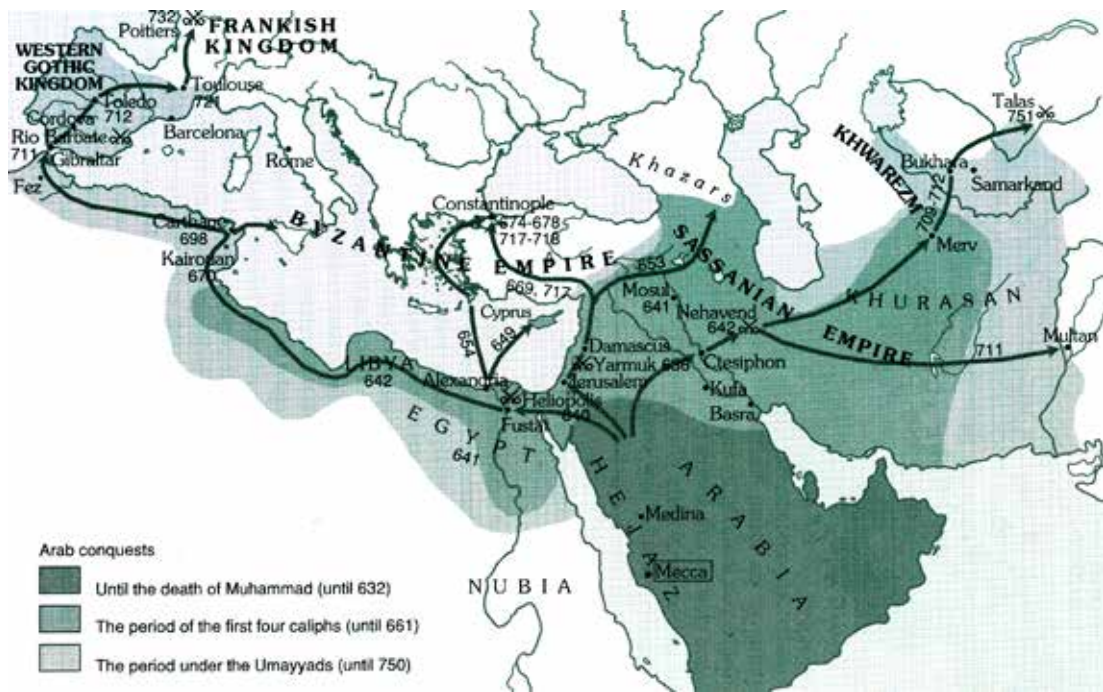 732
Poitiers
FRANKISH
KINGDOM
WESTERN
GOTHIC
KINGDOM
Toulouse
721
Toledo
712
Cordova
Rio Barbate
711
Gibraltar
Barcelona
Rome
Fez
Carthage
698
Kairouan
670
BYZANTINE EMPIRE
Constantinople
674-678
717-718
669, 717
Khazars
653
SASSANIAN
EMPIRE
KHWAREZM
709-712
Talas
751
Bukhara
Samarkand
Merv
KHURASAN
Mosul
641
Nehavend
642
Multan
711
Cyprus
654
649
Damascus
Yarmuk 636
Jerusalem
Ctesiphon
Kufa
Basra
LIBYA
642
Alexandria
Heliopolis
640
Fustat
EGYPT
641
HEJAZ
ARABIA
Medina
Mecca
NUBIA
Arab conquests
Until the death of Muhammad (until 632)
The period of the first four caliphs (until 661)
The period under the Umayyads (until 750)